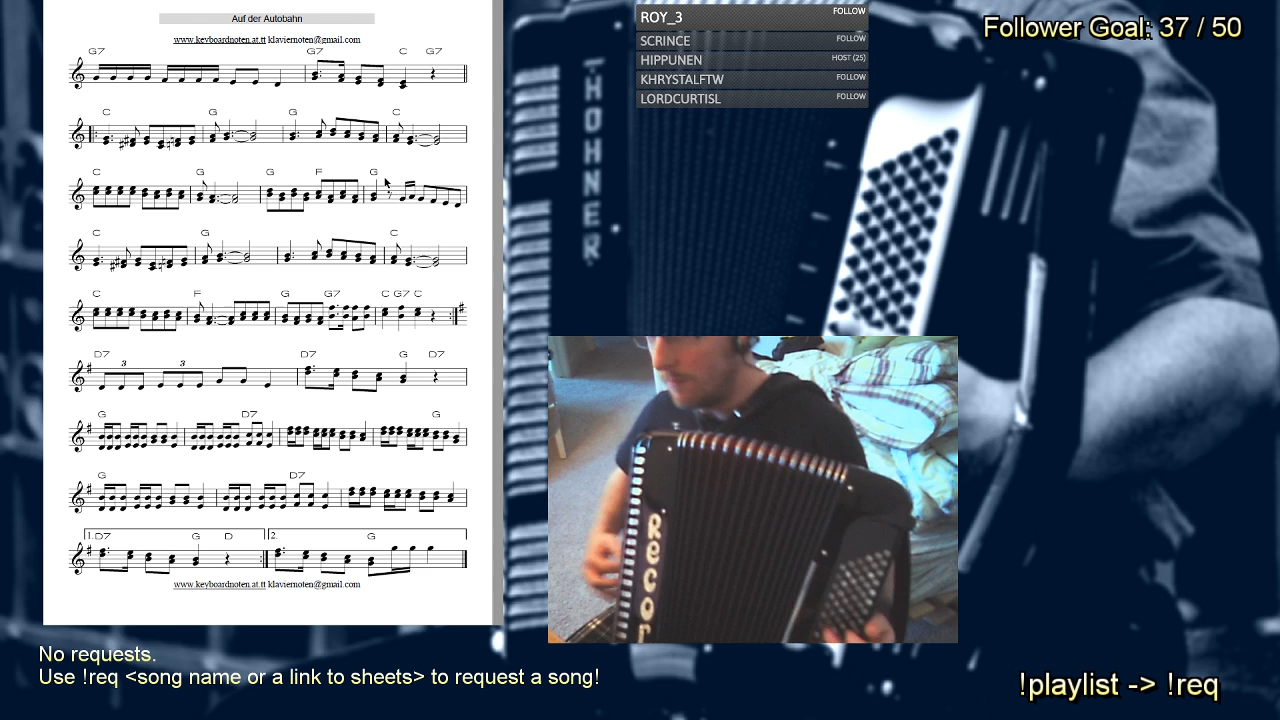 Auf der Autobahn
www.keyboardnoten.at.tt klaviernoten@gmail.com
G7 G7 C G7
C G G C
C G G F G
C G C
C F G G7 C G7 C
D7 3 3 D7 G D7
G D7 G
G D7
1. D7 G D 2. G
www.keyboardnoten.at.tt klaviernoten@gmail.com
HOHNER
ROY_3 FOLLOW
SCRINCE FOLLOW
HIPPUNEN HOST (25)
KHRYSTALFTW FOLLOW
LORDCURTISL FOLLOW
Follower Goal: 37 / 50
No requests.
Use !req <song name or a link to sheets> to request a song!
!playlist -> !req